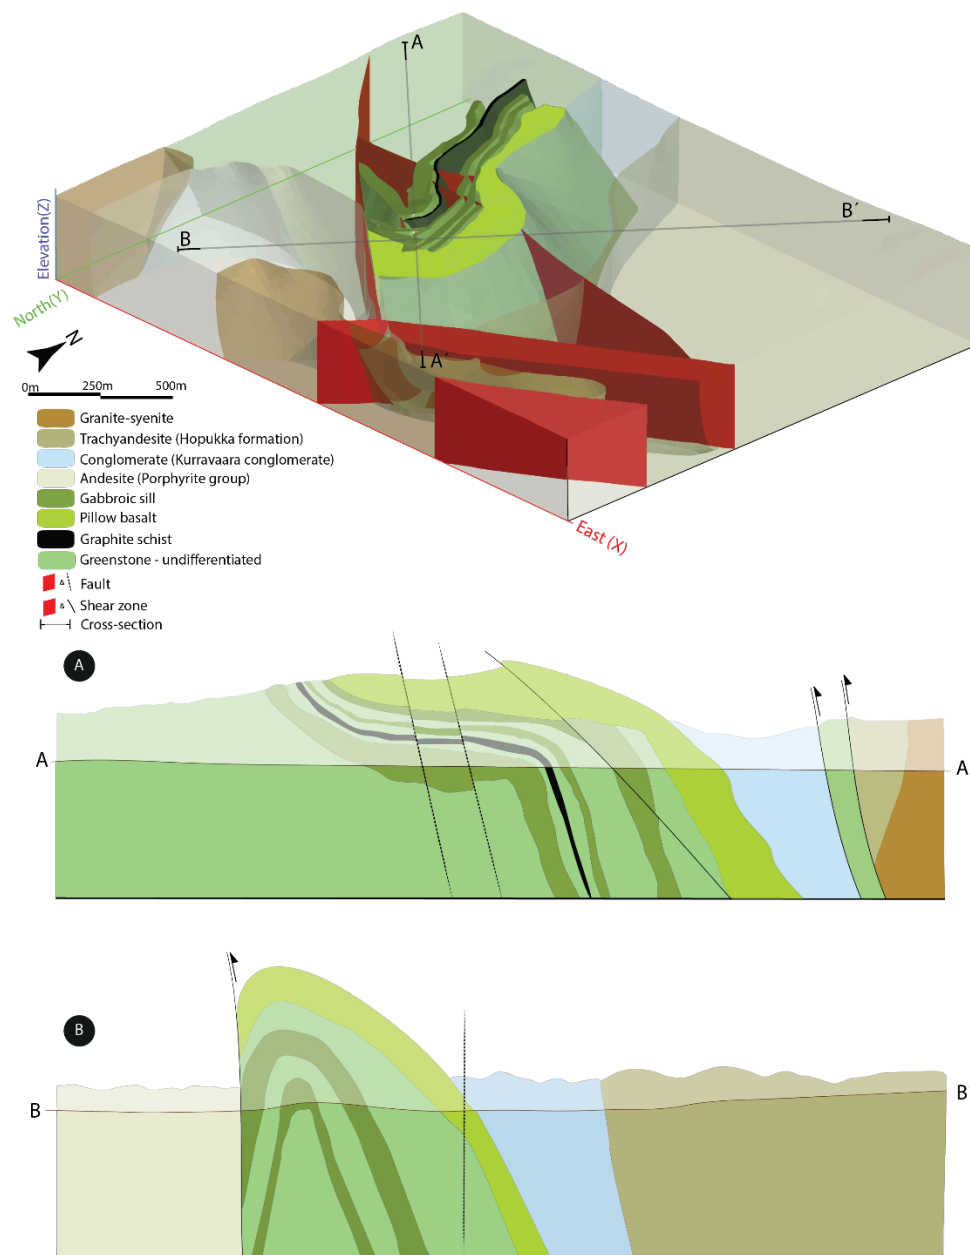 A
B´
B
Elevation(Z)
North(Y)
N
A´
0m 250m 500m
East (X)
Granite-syenite
Trachyandesite (Hopukka formation)
Conglomerate (Kurravaara conglomerate)
Andesite (Porphyrite group)
Gabbroic sill
Pillow basalt
Graphite schist
Greenstone - undifferentiated
& Fault
& Shear zone
Cross-section
A
A A
B
B B